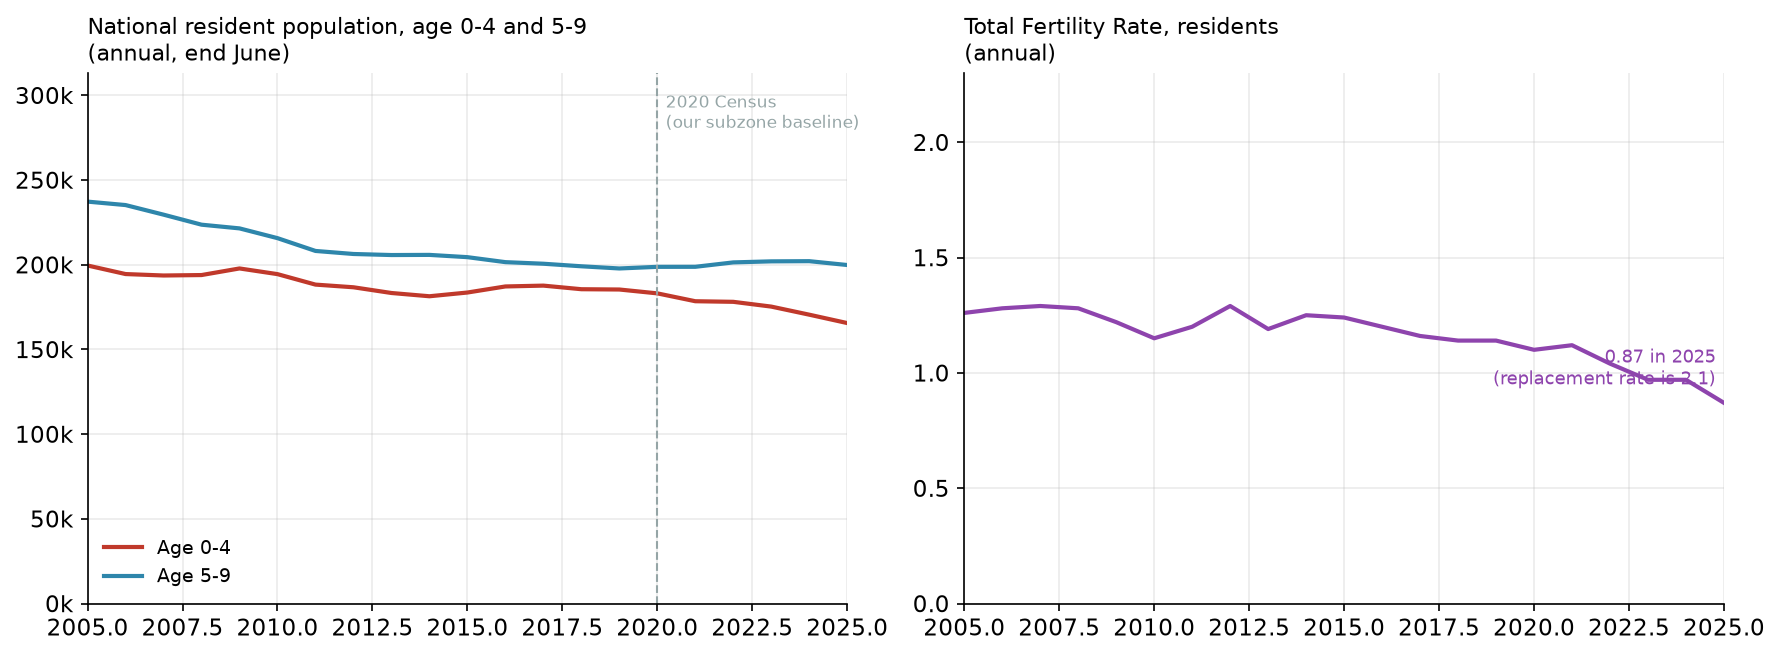 National resident population, age 0-4 and 5-9
(annual, end June)
300k
250k
200k
150k
100k
50k
0k
2020 Census
(our subzone baseline)
Age 0-4
Age 5-9
2005.0 2007.5 2010.0 2012.5 2015.0 2017.5 2020.0 2022.5 2025.0
Total Fertility Rate, residents
(annual)
2.0
1.5
1.0
0.5
0.0
0.87 in 2025
(replacement rate is 2.1)
2005.0 2007.5 2010.0 2012.5 2015.0 2017.5 2020.0 2022.5 2025.0